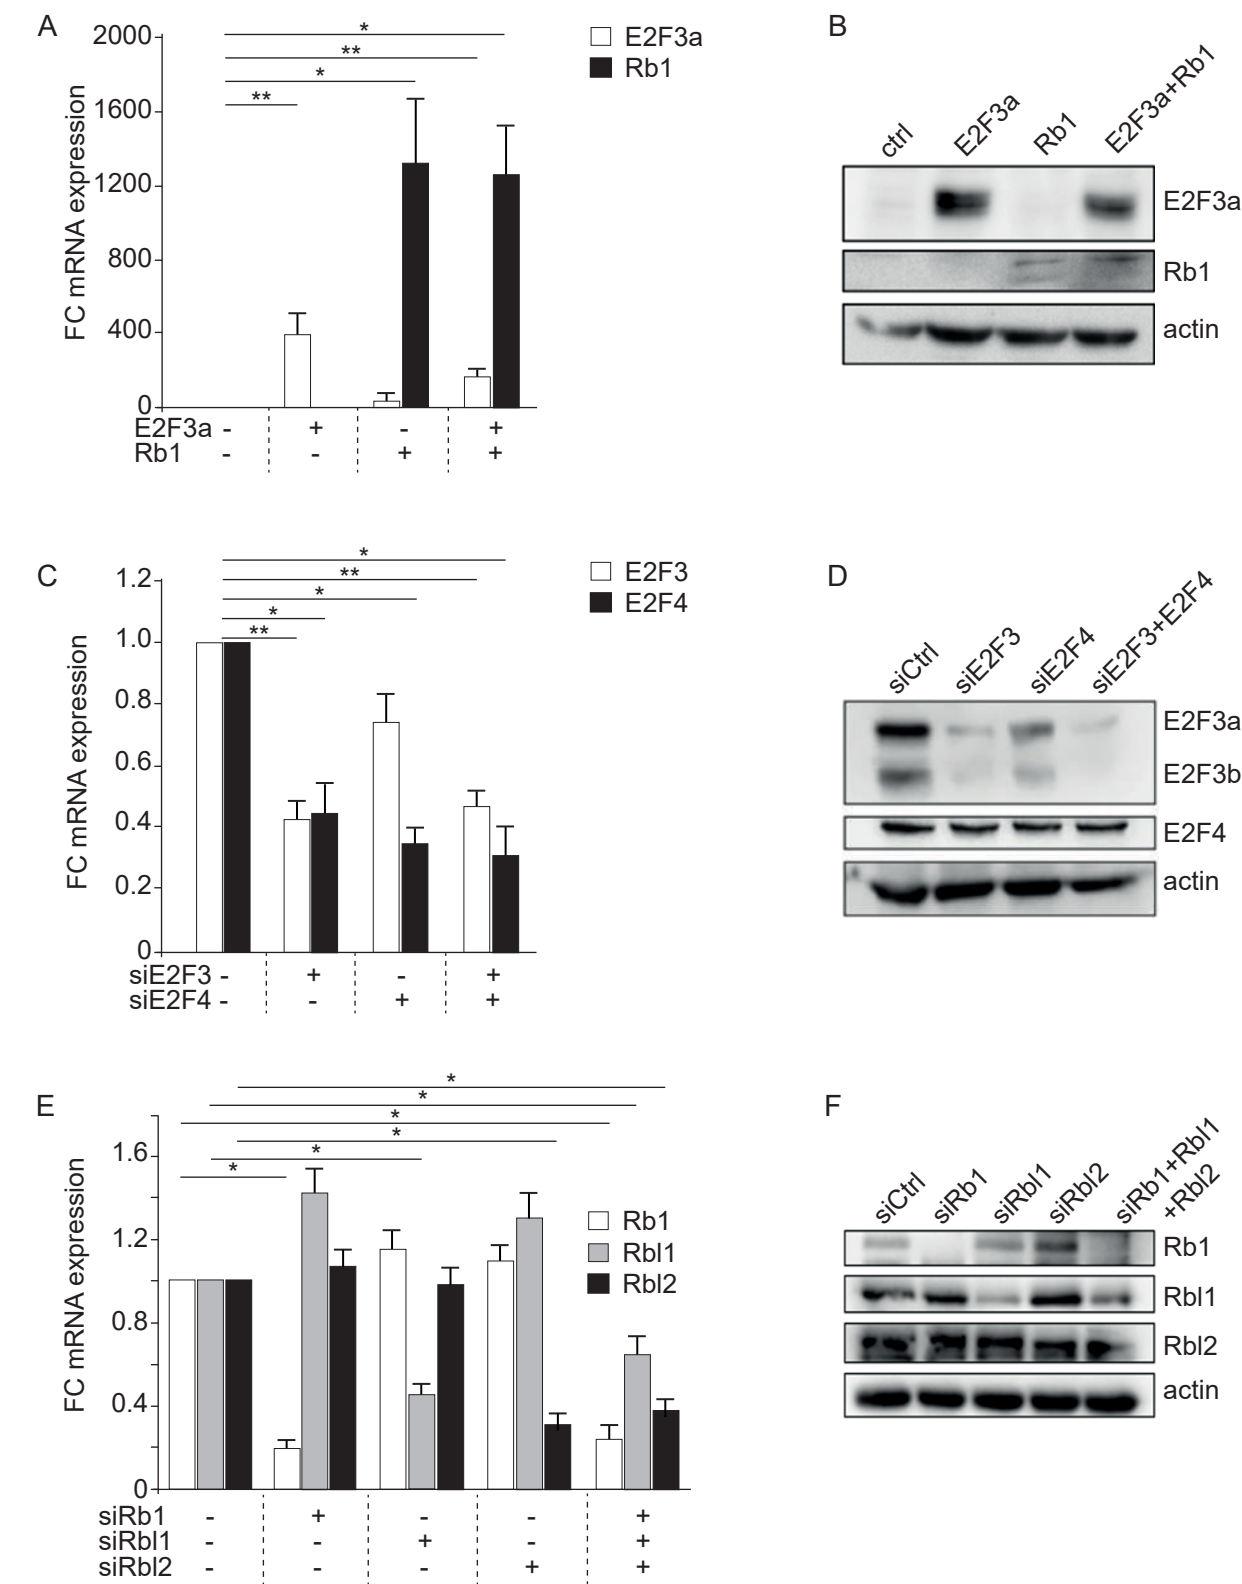 A
FC mRNA expression
2000
1600
1200
800
400
0
*
**
*
**
E2F3a
Rb1
E2F3a - + - +
Rb1 - - + +
B
ctrl
E2F3a
Rb1
E2F3a+Rb1
E2F3a
Rb1
actin
C
FC mRNA expression
1.2
1.0
0.8
0.6
0.4
0.2
0
*
**
*
*
**
E2F3
E2F4
siE2F3 - + - +
siE2F4 - - + +
D
siCtrl
siE2F3
siE2F4
siE2F3+E2F4
E2F3a
E2F3b
E2F4
actin
E
FC mRNA expression
1.6
1.2
0.8
0.4
0
*
*
*
*
*
*
Rb1
Rbl1
Rbl2
siRb1 - + - - +
siRbl1 - - + - +
siRbl2 - - - + +
F
siCtrl
siRb1
siRbl1
siRbl2
siRb1+Rbl1
+Rbl2
Rb1
Rbl1
Rbl2
actin